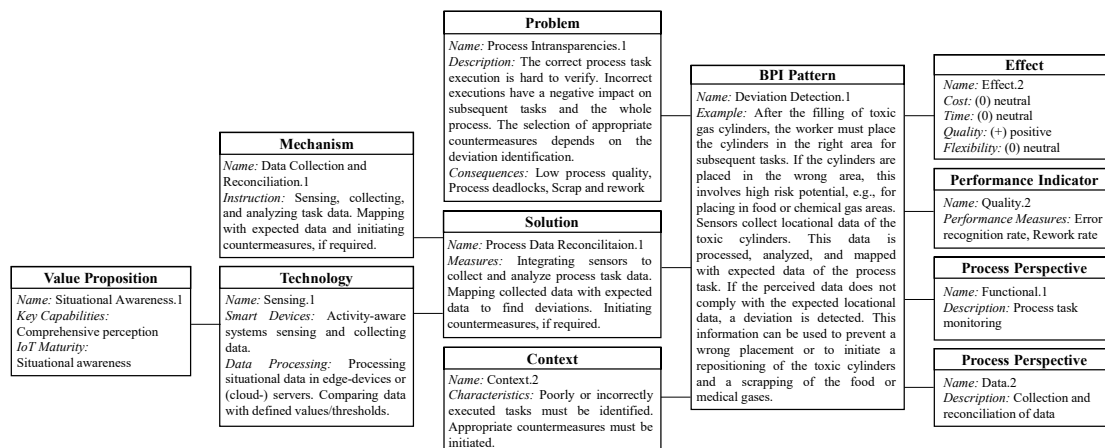 Problem
Name: Process Intransparencies.1
Description: The correct process task
execution is hard to verify. Incorrect
executions have a negative impact on
subsequent tasks and the whole
process. The selection of appropriate
countermeasures depends on the
deviation identification.
Consequences: Low process quality,
Process deadlocks, Scrap and rework
Mechanism
Name: Data Collection and
Reconciliation.1
Instruction: Sensing, collecting,
and analyzing task data. Mapping
with expected data and initiating
countermeasures, if required.
Solution
Name: Process Data Reconcilitaion.1
Measures: Integrating sensors to
collect and analyze process task data.
Mapping collected data with expected
data to find deviations. Initiating
countermeasures, if required.
Value Proposition
Name: Situational Awareness.1
Key Capabilities:
Comprehensive perception
IoT Maturity:
Situational awareness
Technology
Name: Sensing.1
Smart Devices: Activity-aware
systems sensing and collecting
data.
Data Processing: Processing
situational data in edge-devices or
(cloud-) servers. Comparing data
with defined values/thresholds.
Context
Name: Context.2
Characteristics: Poorly or incorrectly
executed tasks must be identified.
Appropriate countermeasures must be
initiated.
BPI Pattern
Name: Deviation Detection.1
Example: After the filling of toxic
gas cylinders, the worker must place
the cylinders in the right area for
subsequent tasks. If the cylinders are
placed in the wrong area, this
involves high risk potential, e.g., for
placing in food or chemical gas areas.
Sensors collect locational data of the
toxic cylinders. This data is
processed, analyzed, and mapped
with expected data of the process
task. If the perceived data does not
comply with the expected locational
data, a deviation is detected. This
information can be used to prevent a
wrong placement or to initiate a
repositioning of the toxic cylinders
and a scrapping of the food or
medical gases.
Effect
Name: Effect.2
Cost: (0) neutral
Time: (0) neutral
Quality: (+) positive
Flexibility: (0) neutral
Performance Indicator
Name: Quality.2
Performance Measures: Error
recognition rate, Rework rate
Process Perspective
Name: Functional.1
Description: Process task
monitoring
Process Perspective
Name: Data.2
Description: Collection and
reconciliation of data